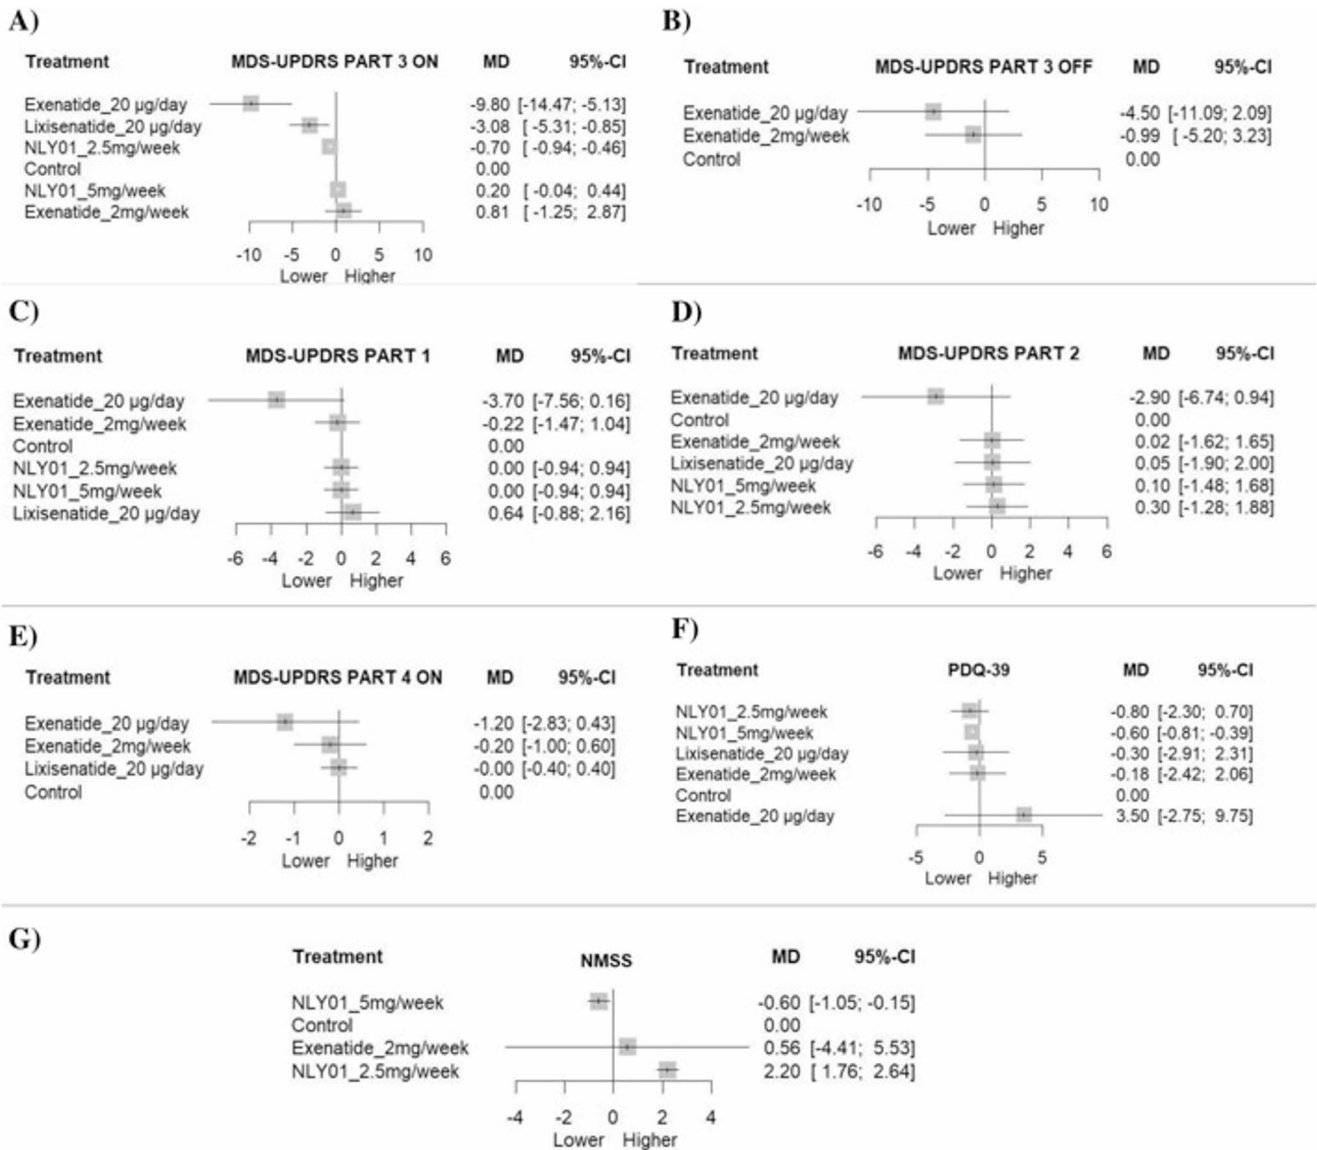 A)
Treatment MDS-UPDRS PART 3 ON MD 95%-CI
Exenatide_20 µg/day -9.80 [-14.47; -5.13]
Lixisenatide_20 µg/day -3.08 [-5.31; -0.85]
NLY01_2.5mg/week -0.70 [-0.94; -0.46]
Control 0.00
NLY01_5mg/week 0.20 [-0.04; 0.44]
Exenatide_2mg/week 0.81 [-1.25; 2.87]
-10 -5 0 5 10
Lower Higher
B)
Treatment MDS-UPDRS PART 3 OFF MD 95%-CI
Exenatide_20 µg/day -4.50 [-11.09; 2.09]
Exenatide_2mg/week -0.99 [-5.20; 3.23]
Control 0.00
-10 -5 0 5 10
Lower Higher
C)
Treatment MDS-UPDRS PART 1 MD 95%-CI
Exenatide_20 µg/day -3.70 [-7.56; 0.16]
Exenatide_2mg/week -0.22 [-1.47; 1.04]
Control 0.00
NLY01_2.5mg/week 0.00 [-0.94; 0.94]
NLY01_5mg/week 0.00 [-0.94; 0.94]
Lixisenatide_20 µg/day 0.64 [-0.88; 2.16]
-6 -4 -2 0 2 4 6
Lower Higher
D)
Treatment MDS-UPDRS PART 2 MD 95%-CI
Exenatide_20 µg/day -2.90 [-6.74; 0.94]
Control 0.00
Exenatide_2mg/week 0.02 [-1.62; 1.65]
Lixisenatide_20 µg/day 0.05 [-1.90; 2.00]
NLY01_5mg/week 0.10 [-1.48; 1.68]
NLY01_2.5mg/week 0.30 [-1.28; 1.88]
-6 -4 -2 0 2 4 6
Lower Higher
E)
Treatment MDS-UPDRS PART 4 ON MD 95%-CI
Exenatide_20 µg/day -1.20 [-2.83; 0.43]
Exenatide_2mg/week -0.20 [-1.00; 0.60]
Lixisenatide_20 µg/day -0.00 [-0.40; 0.40]
Control 0.00
-2 -1 0 1 2
Lower Higher
F)
Treatment PDQ-39 MD 95%-CI
NLY01_2.5mg/week -0.80 [-2.30; 0.70]
NLY01_5mg/week -0.60 [-0.81; -0.39]
Lixisenatide_20 µg/day -0.30 [-2.91; 2.31]
Exenatide_2mg/week -0.18 [-2.42; 2.06]
Control 0.00
Exenatide_20 µg/day 3.50 [-2.75; 9.75]
-5 0 5
Lower Higher
G)
Treatment NMSS MD 95%-CI
NLY01_5mg/week -0.60 [-1.05; -0.15]
Control 0.00
Exenatide_2mg/week 0.56 [-4.41; 5.53]
NLY01_2.5mg/week 2.20 [ 1.76; 2.64]
-4 -2 0 2 4
Lower Higher